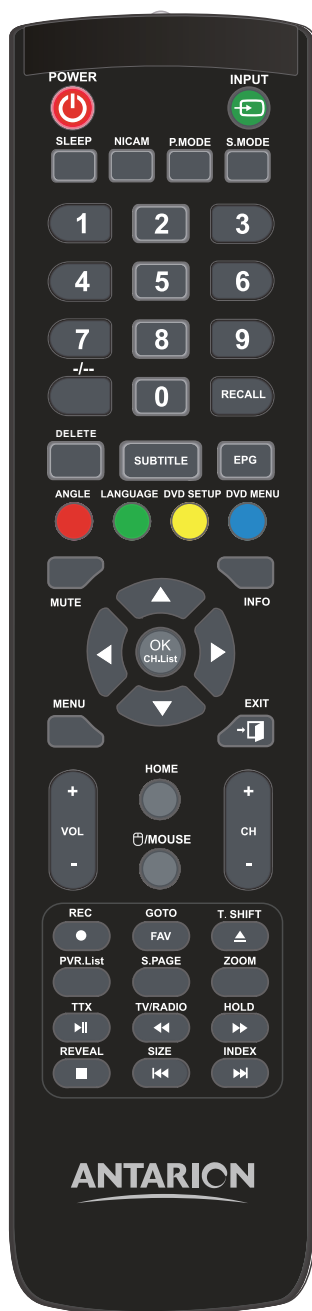 POWER INPUT
SLEEP NICAM P.MODE S.MODE
1 2 3
4 5 6
7 8 9
-/--
0 RECALL
DELETE
SUBTITLE EPG
ANGLE LANGUAGE DVD SETUP DVD MENU
MUTE INFO
OK
CH.List
MENU EXIT
HOME
+ +
VOL CH
/MOUSE
- -
REC GOTO T. SHIFT
FAV
PVR.List S.PAGE ZOOM
TTX TV/RADIO HOLD
REVEAL SIZE INDEX
ANTARION